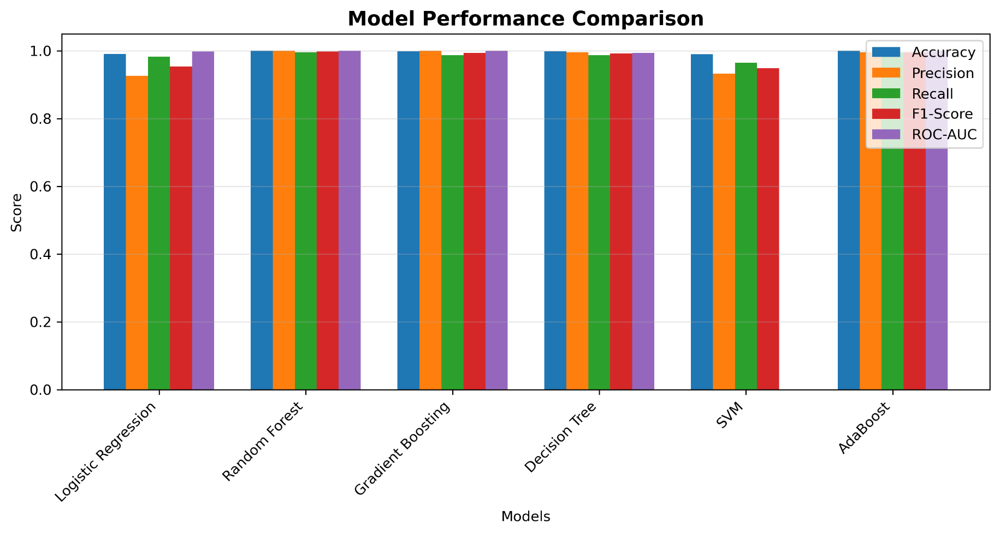 Model Performance Comparison
1.0
0.8
0.6
0.4
0.2
0.0
Score
Accuracy
Precision
Recall
F1-Score
ROC-AUC
Logistic Regression
Random Forest
Gradient Boosting
Decision Tree
SVM
AdaBoost
Models